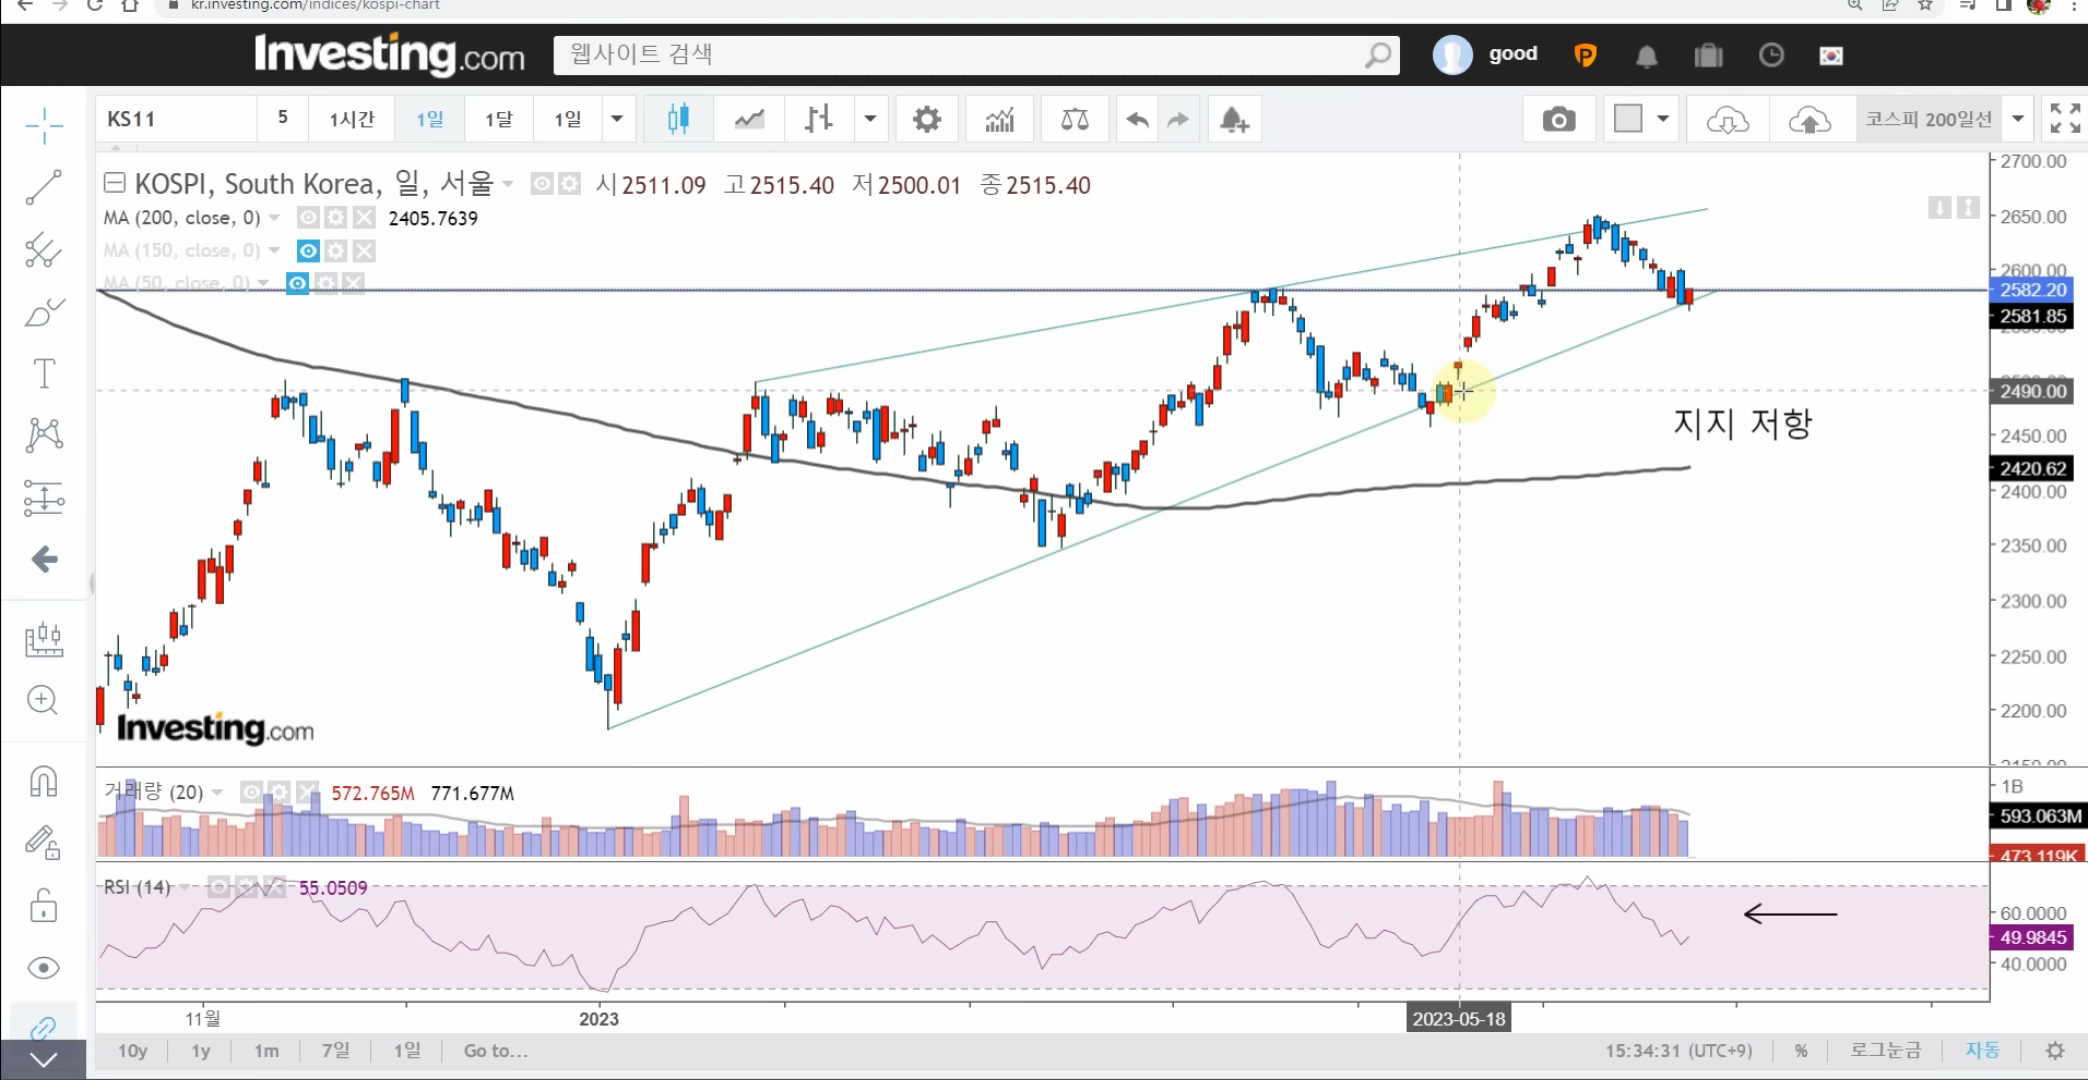 kr.investing.com/indices/kospi-chart
Investing.com
웹사이트 검색
good
KS11
5
1시간
1일
1달
1일
코스피 200일선
KOSPI, South Korea, 일, 서울 시2511.09 고2515.40 저2500.01 종2515.40
MA (200, close, 0) 2405.7639
MA (150, close, 0)
MA (50, close, 0)
2700.00
2650.00
2600.00
2582.20
2581.85
2490.00
지지 저항
2450.00
2420.62
2400.00
2350.00
2300.00
2250.00
2200.00
Investing.com
거래량 (20) 572.765M 771.677M
1B
593.063M
473.119K
RSI (14) 55.0509
60.0000
49.9845
40.0000
11월
2023
2023-05-18
10y
1y
1m
7일
1일
Go to...
15:34:31 (UTC+9)
%
로그눈금
자동